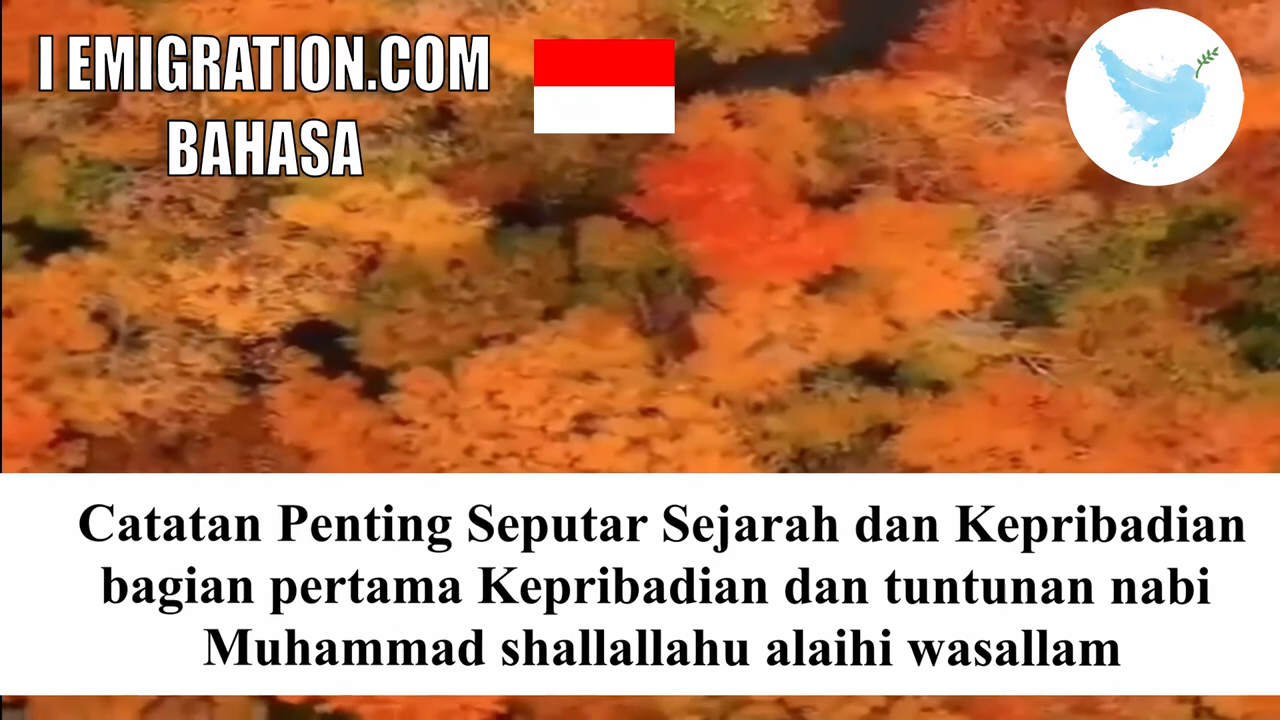 I EMIGRATION.COM
BAHASA
Catatan Penting Seputar Sejarah dan Kepribadian
bagian pertama Kepribadian dan tuntunan nabi
Muhammad shallallahu alaihi wasallam